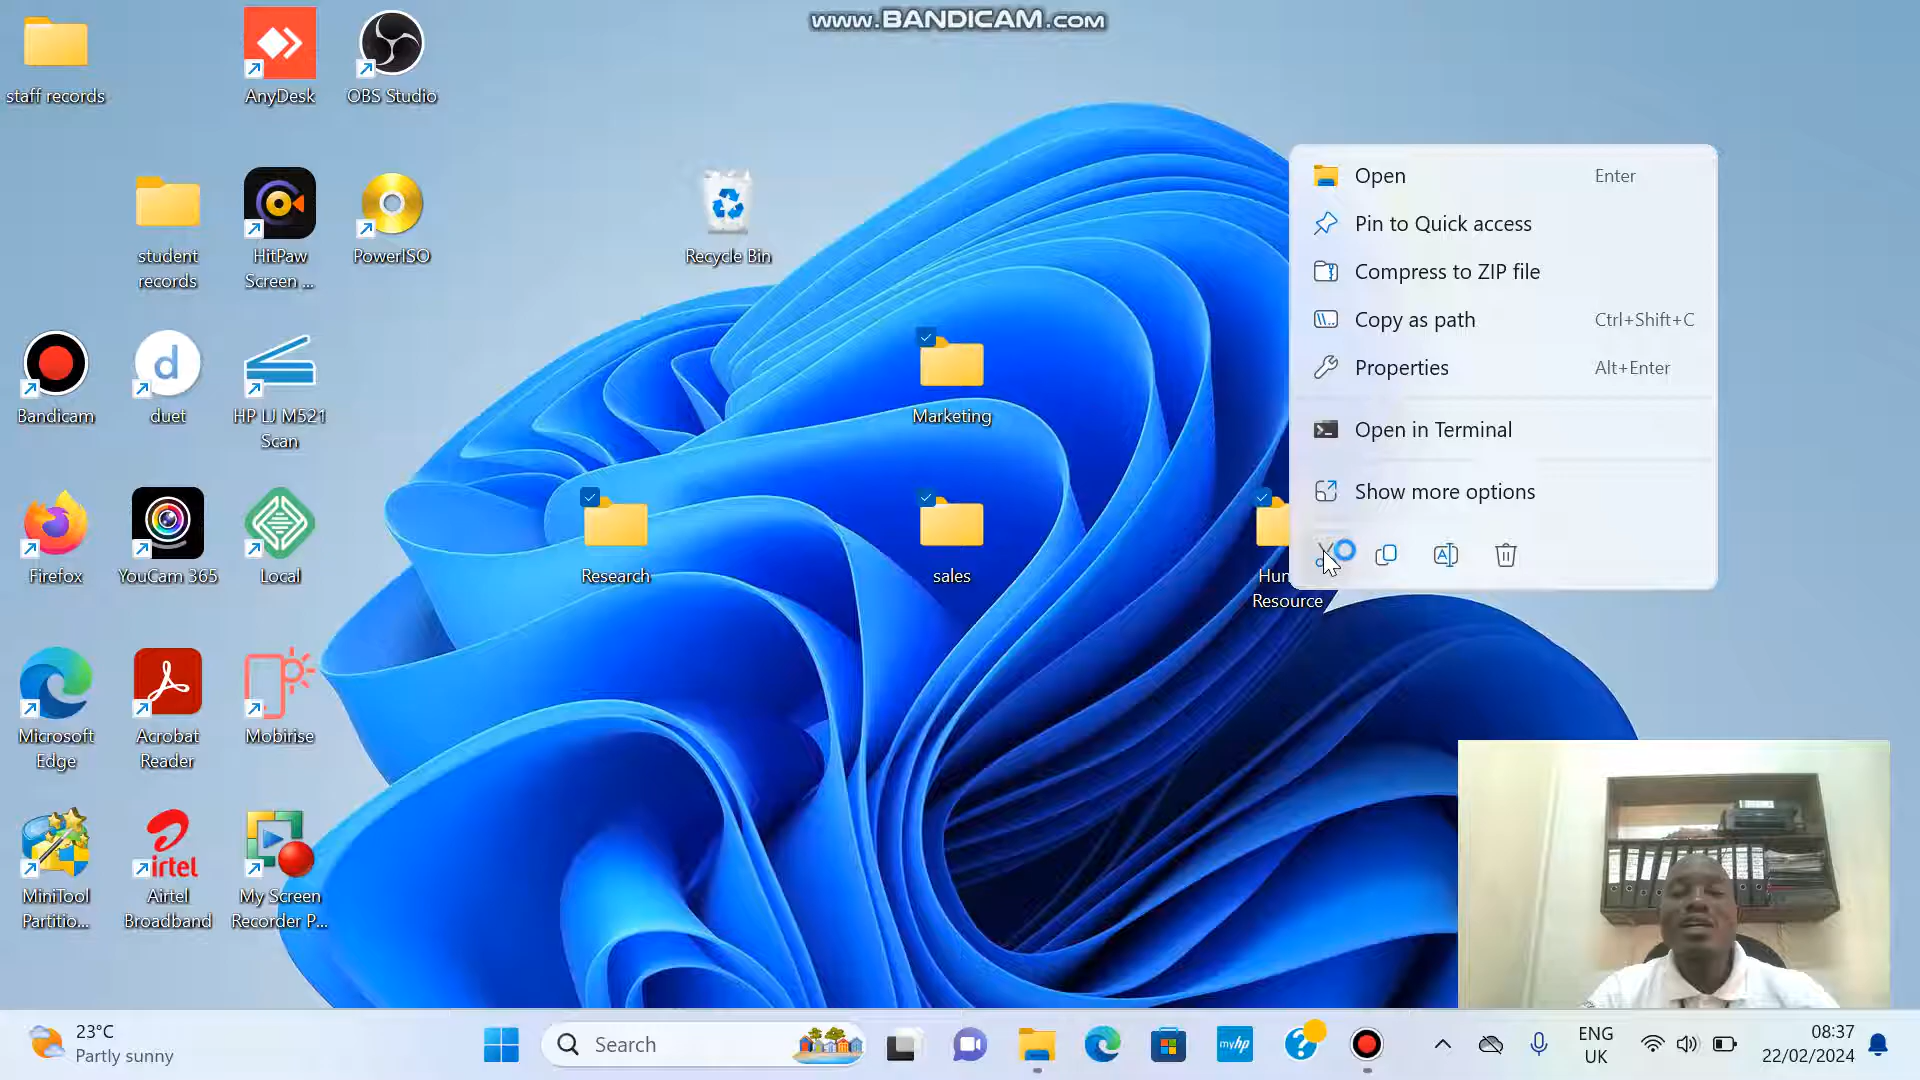 www.BANDICAM.com
staff records
AnyDesk
OBS Studio
student
records
HitPaw
Screen ...
PowerISO
Recycle Bin
Bandicam
d
duet
HP LJ M521
Scan
Marketing
Firefox
YouCam 365
Local
Research
sales
Resource
Open Enter
Pin to Quick access
Compress to ZIP file
Copy as path Ctrl+Shift+C
Properties Alt+Enter
Open in Terminal
Show more options
Microsoft
Edge
Acrobat
Reader
Mobirise
MiniTool
Partitio...
airtel
Airtel
Broadband
My Screen
Recorder P...
23°C
Partly sunny
Search
myhp
ENG
UK
08:37
22/02/2024